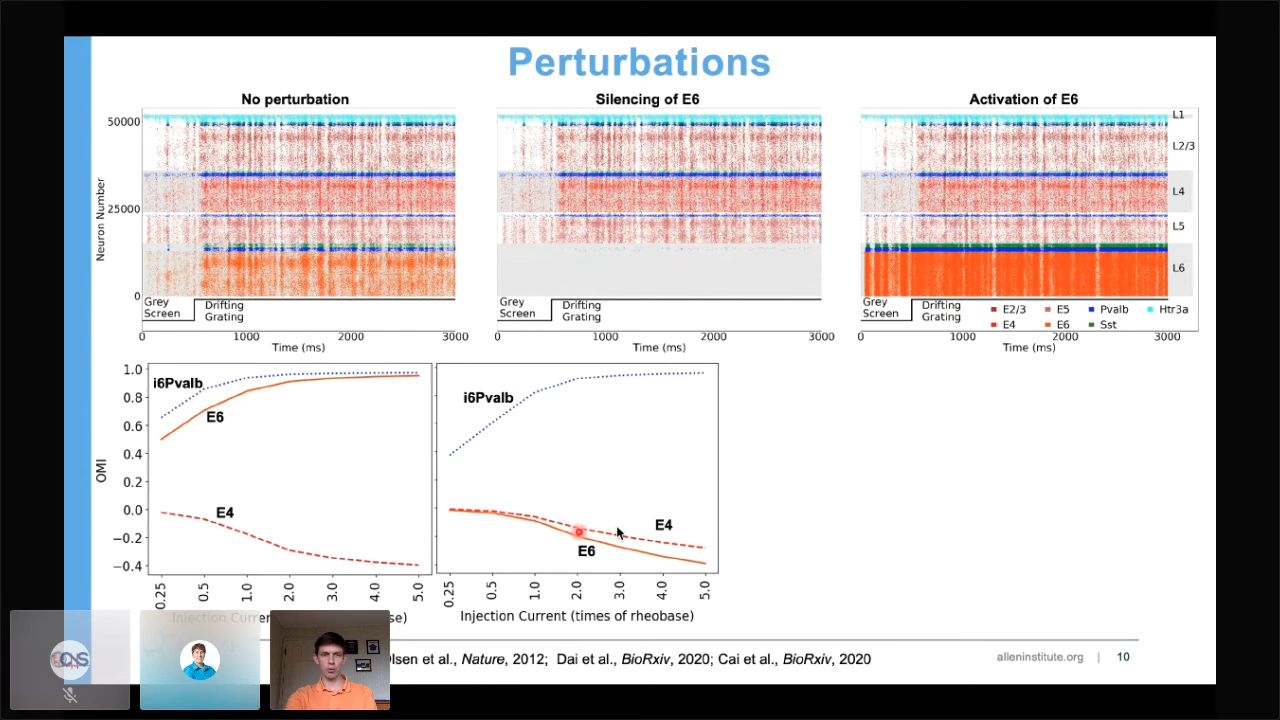 Perturbations
No perturbation
Silencing of E6
Activation of E6
Neuron Number
50000
25000
0
L1
L2/3
L4
L5
L6
Grey
Screen
Drifting
Grating
Grey
Screen
Drifting
Grating
Grey
Screen
Drifting
Grating
E2/3 E5 Pvalb Htr3a
E4 E6 Sst
0 1000 2000 3000
Time (ms)
0 1000 2000 3000
Time (ms)
0 1000 2000 3000
Time (ms)
OMI
1.0
0.8
0.6
0.4
0.2
0.0
−0.2
−0.4
i6Pvalb
E6
E4
0.25 0.5 1.0 2.0 3.0 4.0 5.0
i6Pvalb
E4
E6
0.25 0.5 1.0 2.0 3.0 4.0 5.0
Injection Current (times of rheobase)
et al., Nature, 2012; Dai et al., BioRxiv, 2020; Cai et al., BioRxiv, 2020
alleninstitute.org | 10